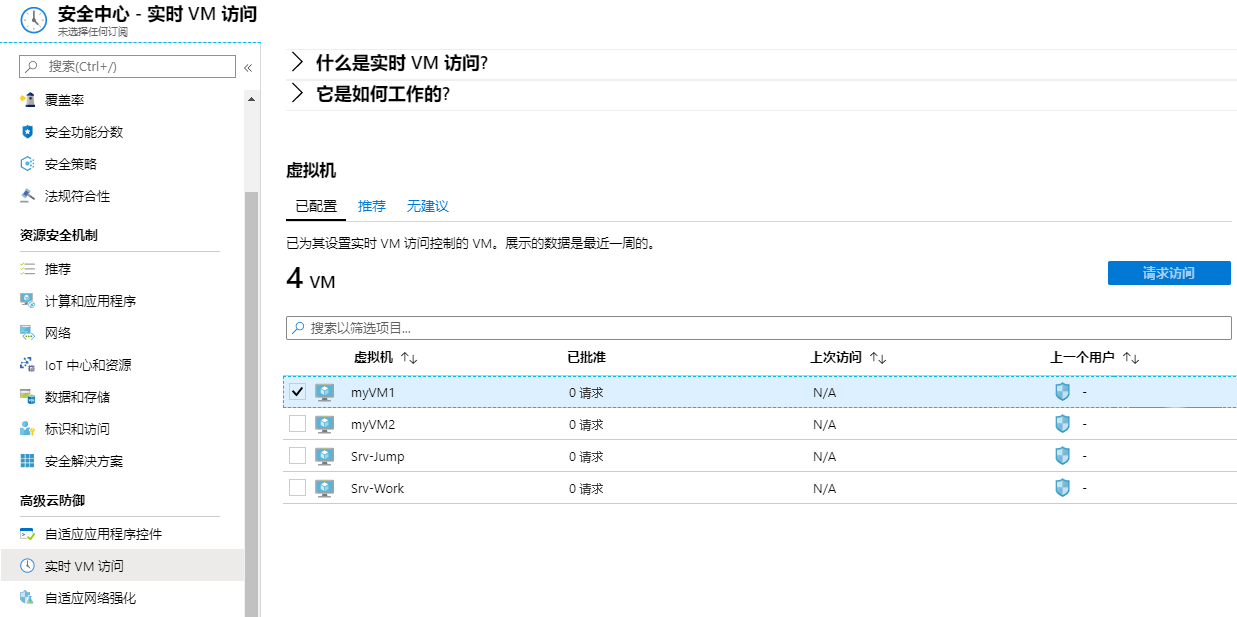 安全中心 - 实时 VM 访问
未选择任何订阅
搜索(Ctrl+/)
«
覆盖率
安全功能分数
安全策略
法规符合性
资源安全机制
推荐
计算和应用程序
网络
IoT 中心和资源
数据和存储
标识和访问
安全解决方案
高级云防御
自适应应用程序控件
实时 VM 访问
自适应网络强化
什么是实时 VM 访问?
它是如何工作的?
虚拟机
已配置 推荐 无建议
已为其设置实时 VM 访问控制的 VM。展示的数据是最近一周的。
4 VM
请求访问
搜索以筛选项目...
虚拟机 ↑↓ 已批准 上次访问 ↑↓ 上一个用户 ↑↓
myVM1 0 请求 N/A -
myVM2 0 请求 N/A -
Srv-Jump 0 请求 N/A -
Srv-Work 0 请求 N/A -